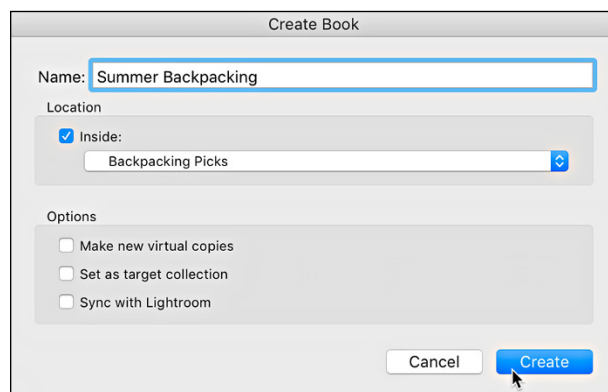 Create Book
Name: Summer Backpacking
Location
Inside:
Backpacking Picks
Options
Make new virtual copies
Set as target collection
Sync with Lightroom
Cancel Create